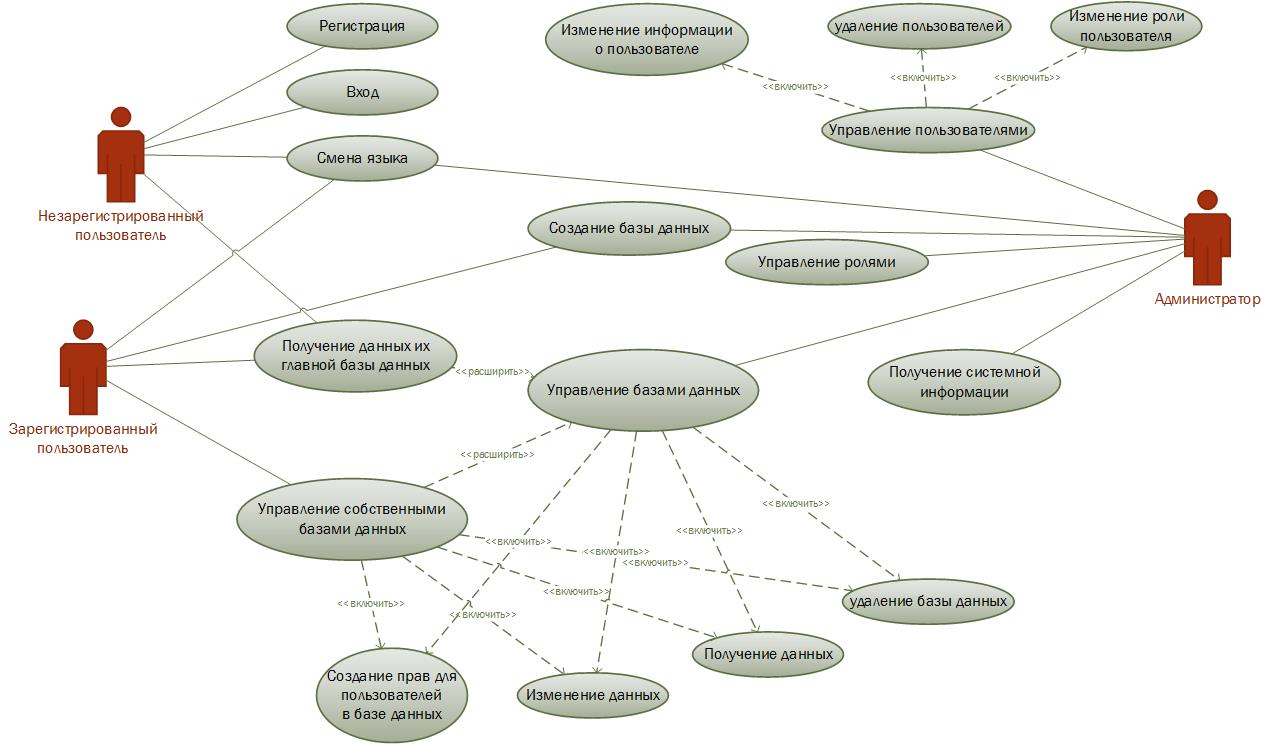 Регистрация
Вход
Смена языка
Незарегистрированный
пользователь
Зарегистрированный
пользователь
Изменение информации
о пользователе
удаление пользователей
Изменение роли
пользователя
<<включить>>
<<включить>>
<<включить>>
Управление пользователями
Создание базы данных
Управление ролями
Администратор
Получение данных их
главной базы данных
<<расширить>>
Управление базами данных
Получение системной
информации
<<расширить>>
Управление собственными
базами данных
<<включить>>
<<включить>>
<<включить>>
<<включить>>
<<включить>>
<<включить>>
<<включить>>
<<включить>>
удаление базы данных
Получение данных
Создание прав для
пользователей
в базе данных
Изменение данных